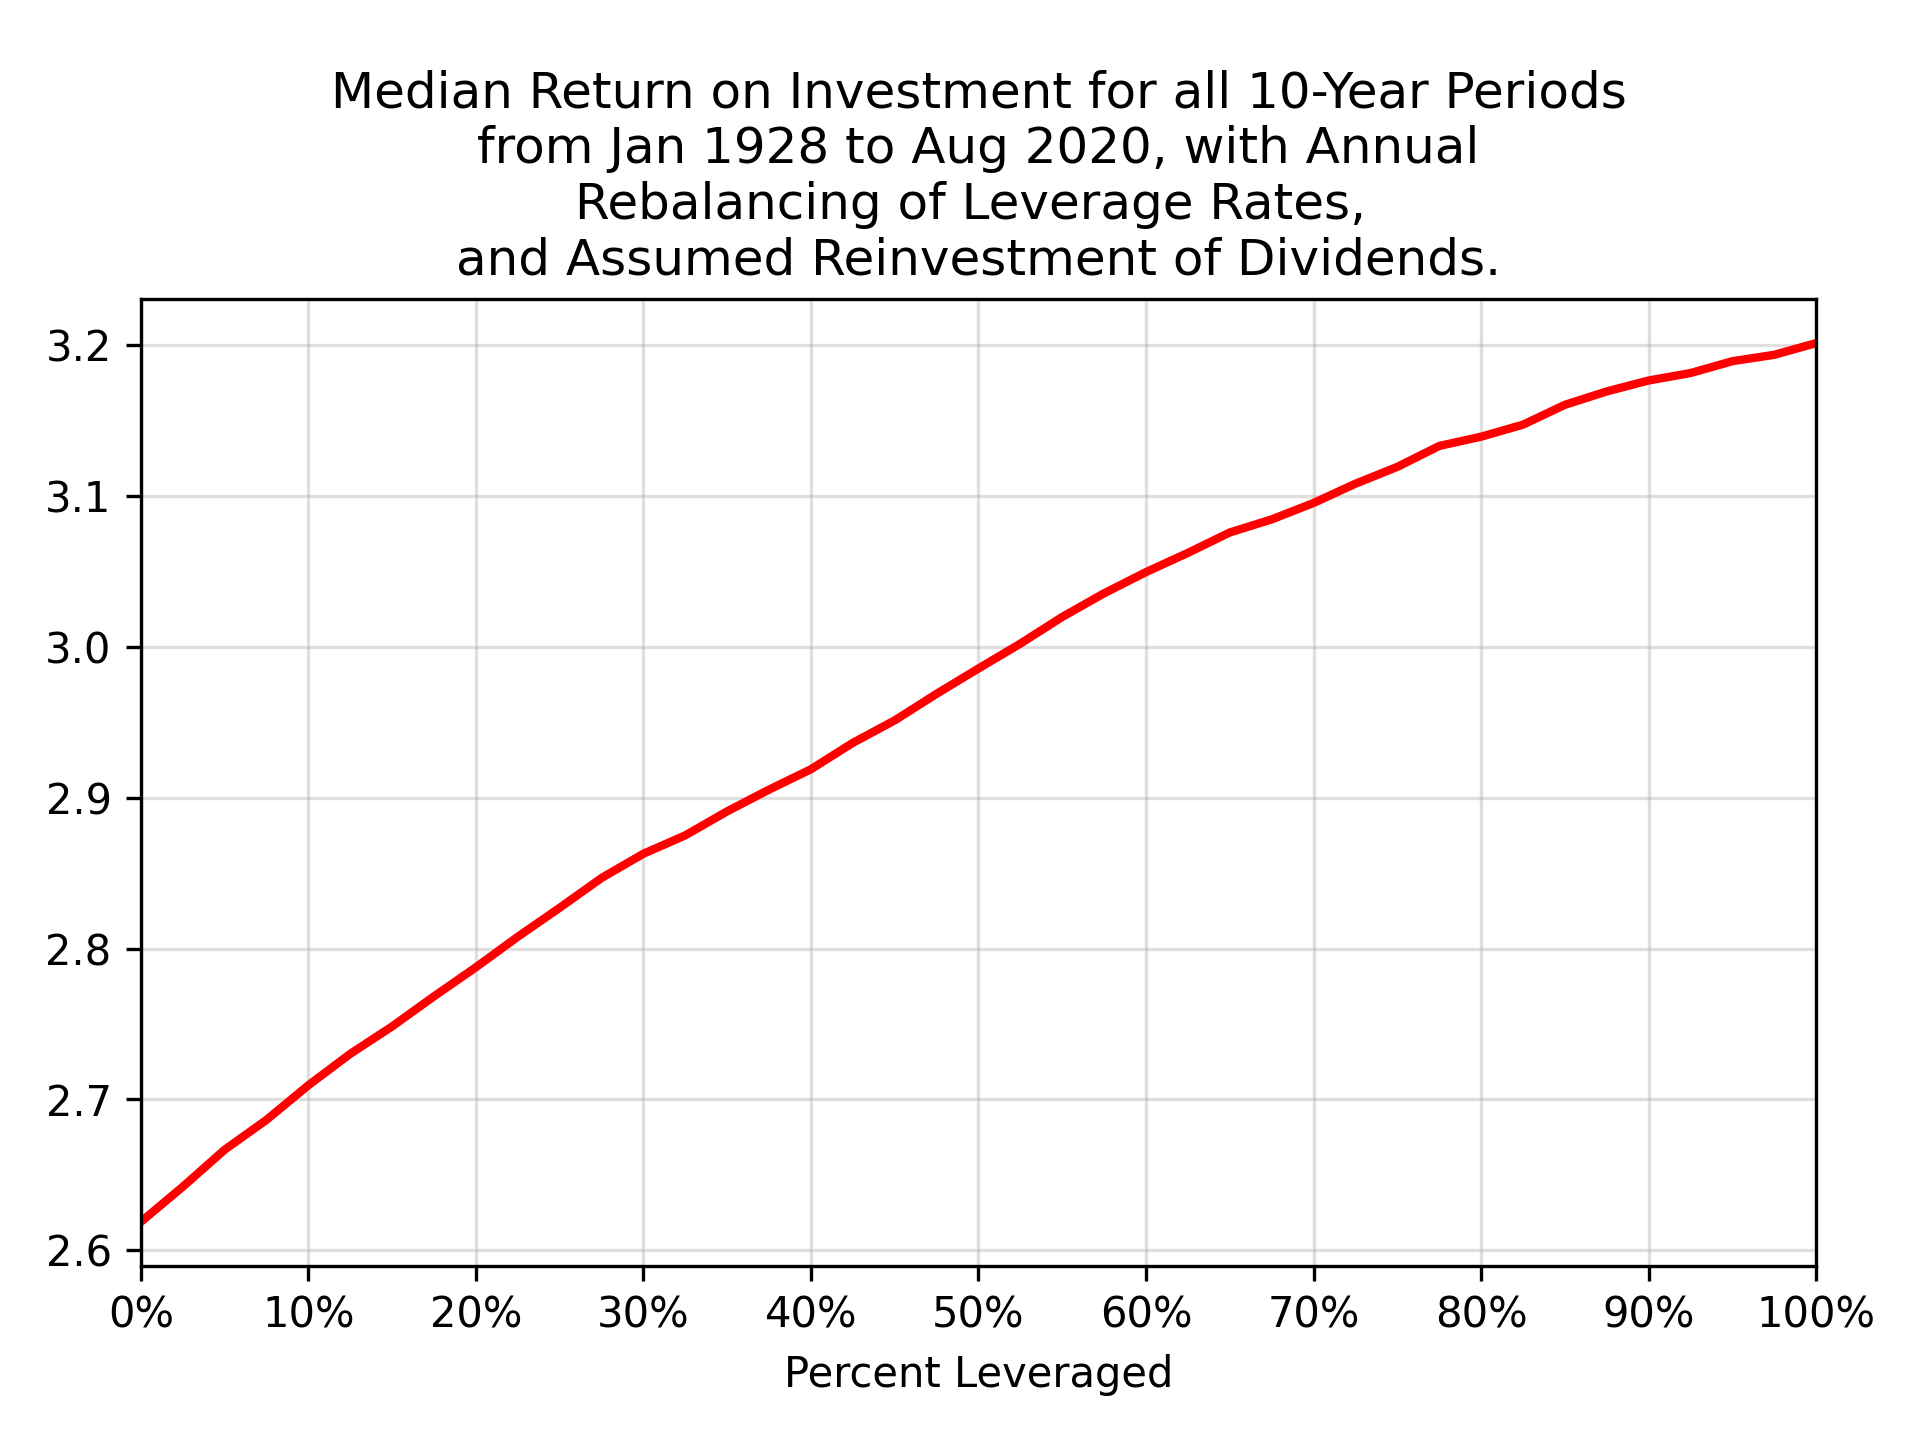 Median Return on Investment for all 10-Year Periods
from Jan 1928 to Aug 2020, with Annual
Rebalancing of Leverage Rates,
and Assumed Reinvestment of Dividends.
3.2
3.1
3.0
2.9
2.8
2.7
2.6
0% 10% 20% 30% 40% 50% 60% 70% 80% 90% 100%
Percent Leveraged